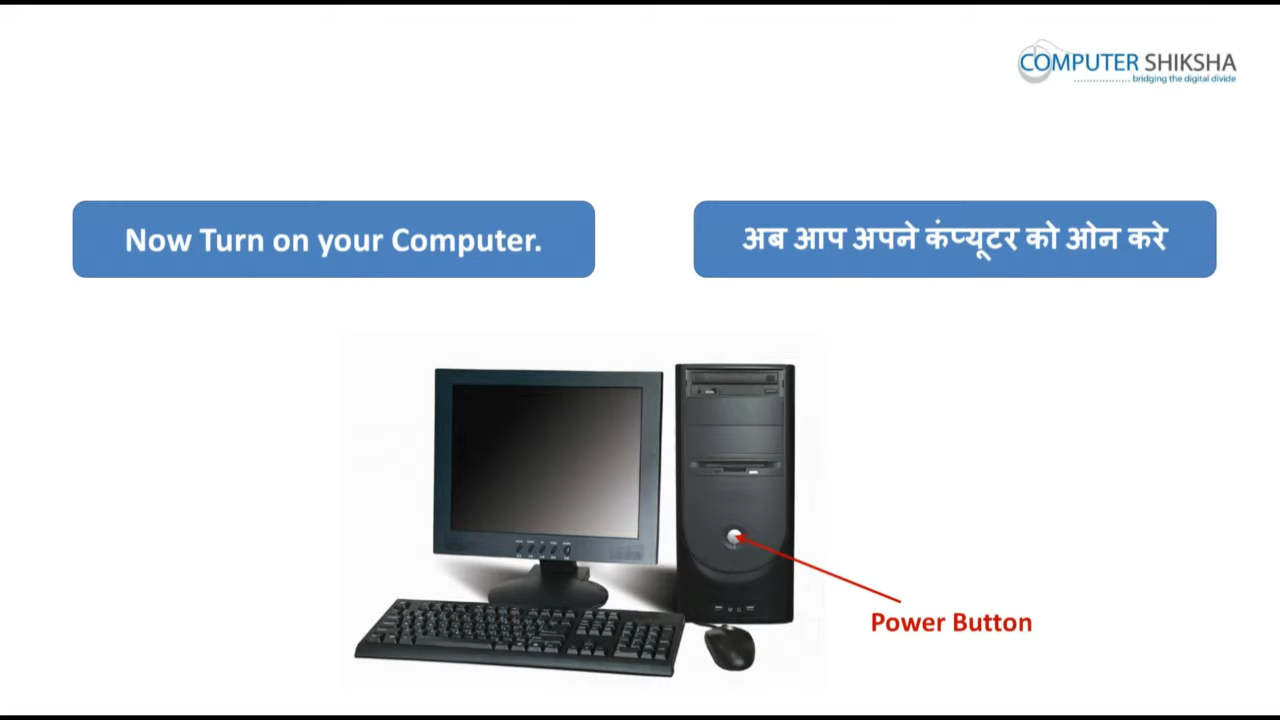 COMPUTER SHIKSHA
bridging the digital divide
Now Turn on your Computer.
अब आप अपने कंप्यूटर को ओन करे
Power Button